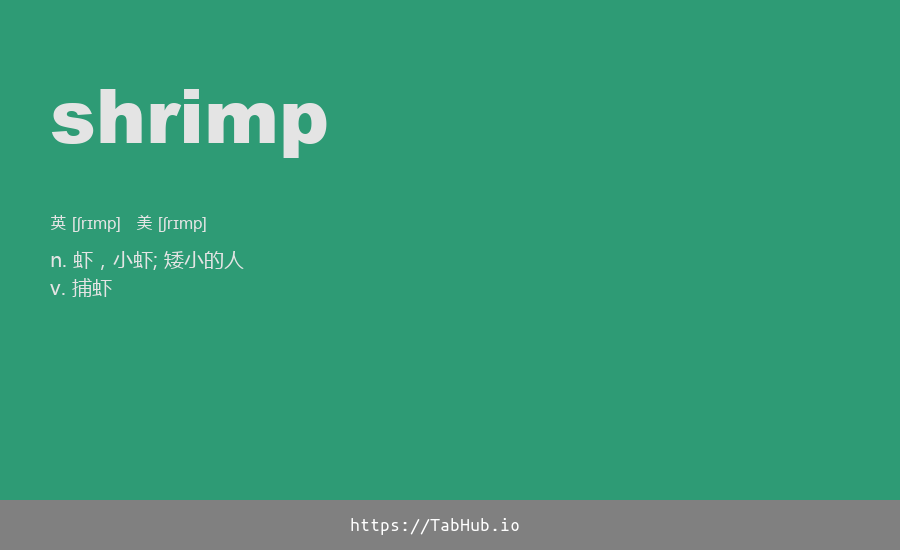 shrimp
英 [ʃrɪmp] 美 [ʃrɪmp]
n. 虾，小虾; 矮小的人
v. 捕虾
https://TabHub.io